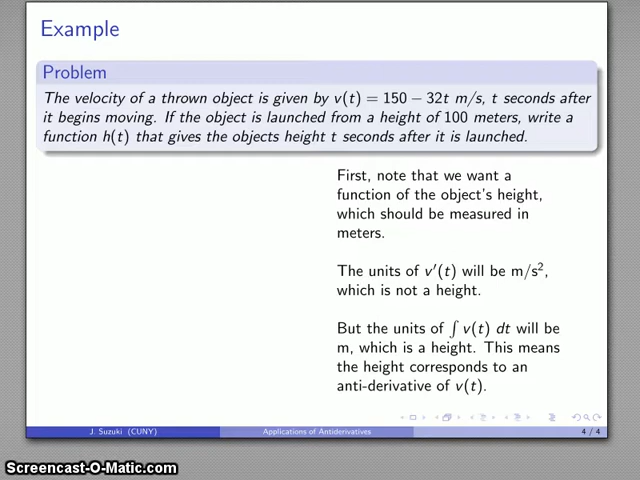 Example
Problem
The velocity of a thrown object is given by v(t) = 150 − 32t m/s, t seconds after
it begins moving. If the object is launched from a height of 100 meters, write a
function h(t) that gives the objects height t seconds after it is launched.
First, note that we want a
function of the object's height,
which should be measured in
meters.
The units of v′(t) will be m/s²,
which is not a height.
But the units of ∫ v(t) dt will be
m, which is a height. This means
the height corresponds to an
anti-derivative of v(t).
J. Suzuki (CUNY)
Applications of Antiderivatives
4 / 4
Screencast-O-Matic.com